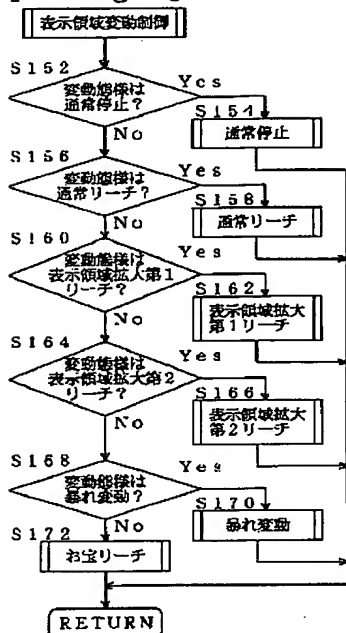 表示領域変動制御
S152
変動態様は
通常停止?
Yes
S154
通常停止
No
S156
変動態様は
通常リーチ?
Yes
S158
通常リーチ
No
S160
変動態様は
表示領域拡大第1
リーチ?
Yes
S162
表示領域拡大
第1リーチ
No
S164
変動態様は
表示領域拡大第2
リーチ?
Yes
S166
表示領域拡大
第2リーチ
No
S168
変動態様は
暴れ変動?
Yes
S170
暴れ変動
No
S172
お宝リーチ
RETURN